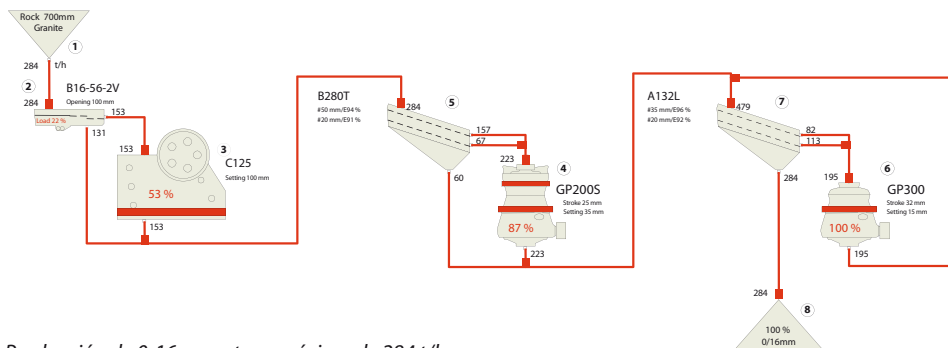 Rock 700mm
Granite
1
284 t/h
2
B16-56-2V
Opening 100 mm
284
Load 22 %
153
131
153
3
C125
Setting 100 mm
53 %
153
B280T
#50 mm/E94 %
#20 mm/E91 %
284
5
157
67
60
223
4
GP200S
Stroke 25 mm
Setting 35 mm
87 %
223
A132L
#35 mm/E96 %
#20 mm/E92 %
479
7
82
113
284
195
6
GP300
Stroke 32 mm
Setting 15 mm
100 %
195
284
8
100 %
0/16mm